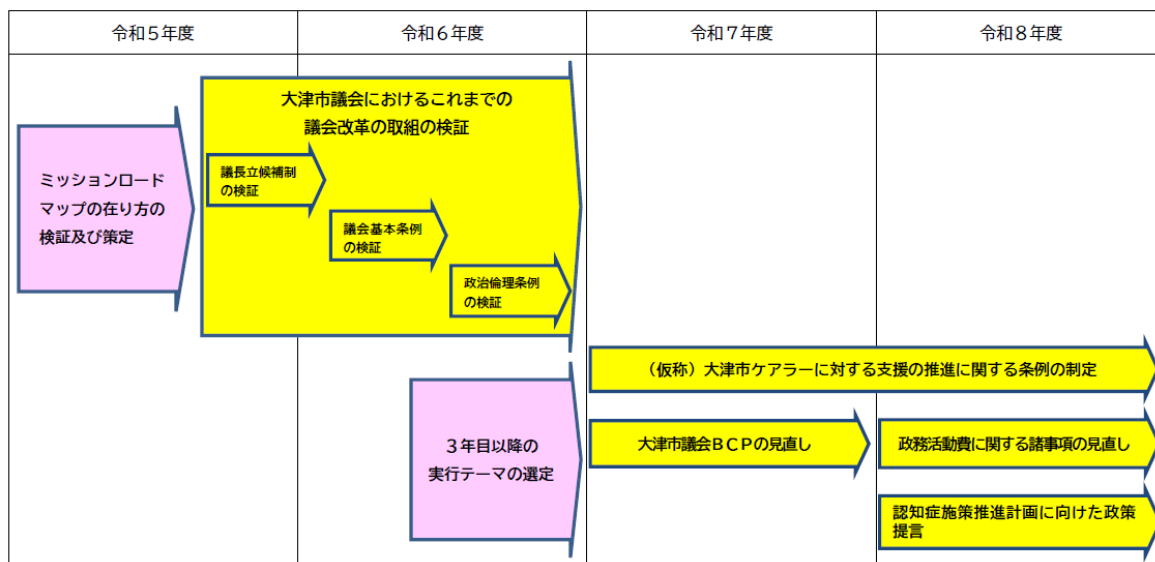 令和５年度
令和６年度
令和７年度
令和８年度
ミッションロード
マップの在り方の
検証及び策定
大津市議会におけるこれまでの
議会改革の取組の検証
議長立候補制
の検証
議会基本条例
の検証
政治倫理条例
の検証
３年目以降の
実行テーマの選定
（仮称）大津市ケアラーに対する支援の推進に関する条例の制定
大津市議会ＢＣＰの見直し
政務活動費に関する諸事項の見直し
認知症施策推進計画に向けた政策
提言